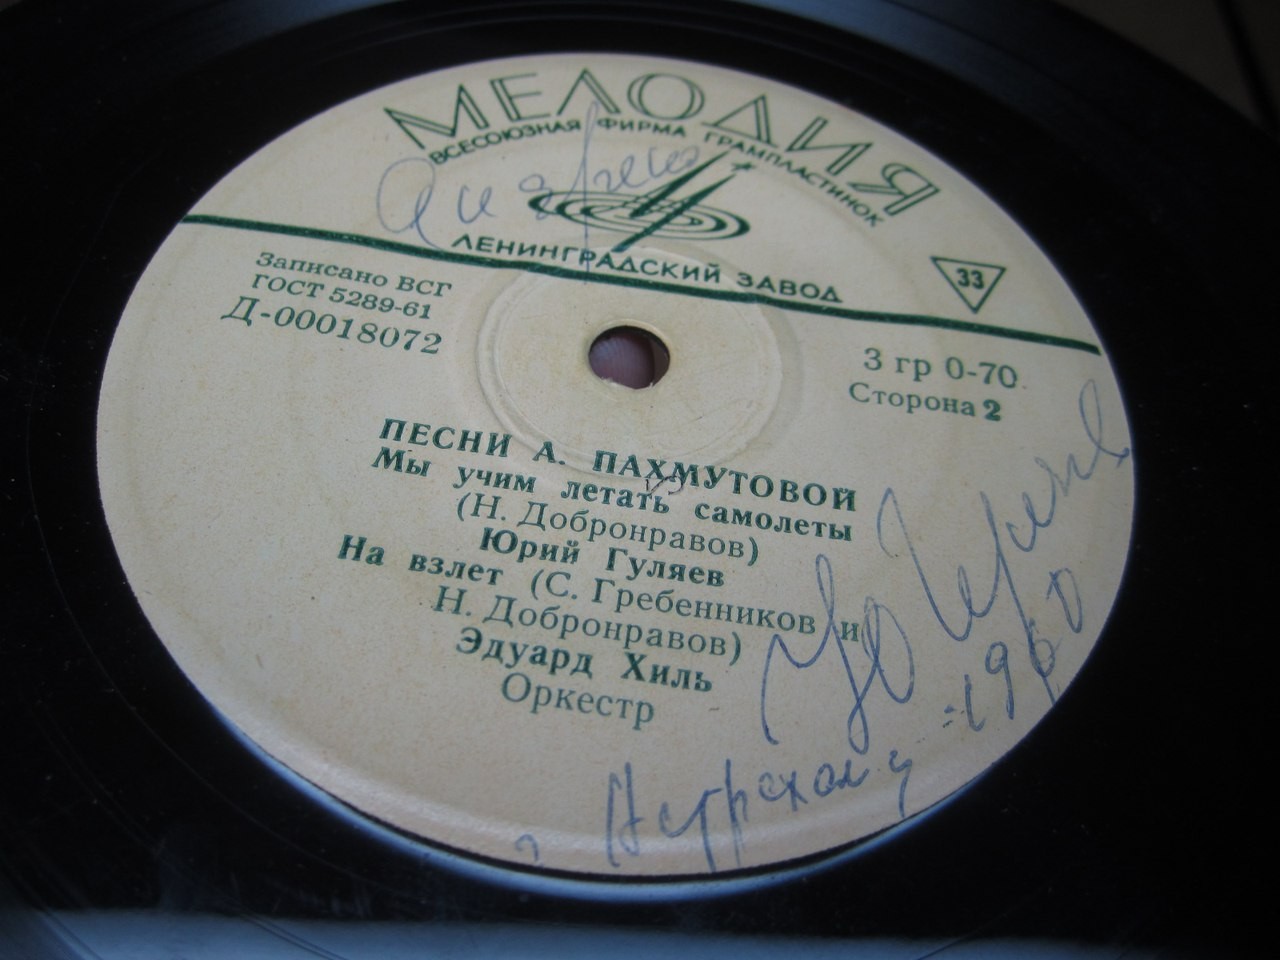 МЕЛОДИЯ
ВСЕСОЮЗНАЯ ФИРМА ГРАМПЛАСТИНОК
ЛЕНИНГРАДСКИЙ ЗАВОД
33
Записано ВСГ
ГОСТ 5289-61
Д-00018072
3 гр 0-70
Сторона 2
ПЕСНИ А. ПАХМУТОВОЙ
Мы учим летать самолеты
(Н. Добронравов)
Юрий Гуляев
На взлет (С. Гребенников и
Н. Добронравов)
Эдуард Хиль
Оркестр